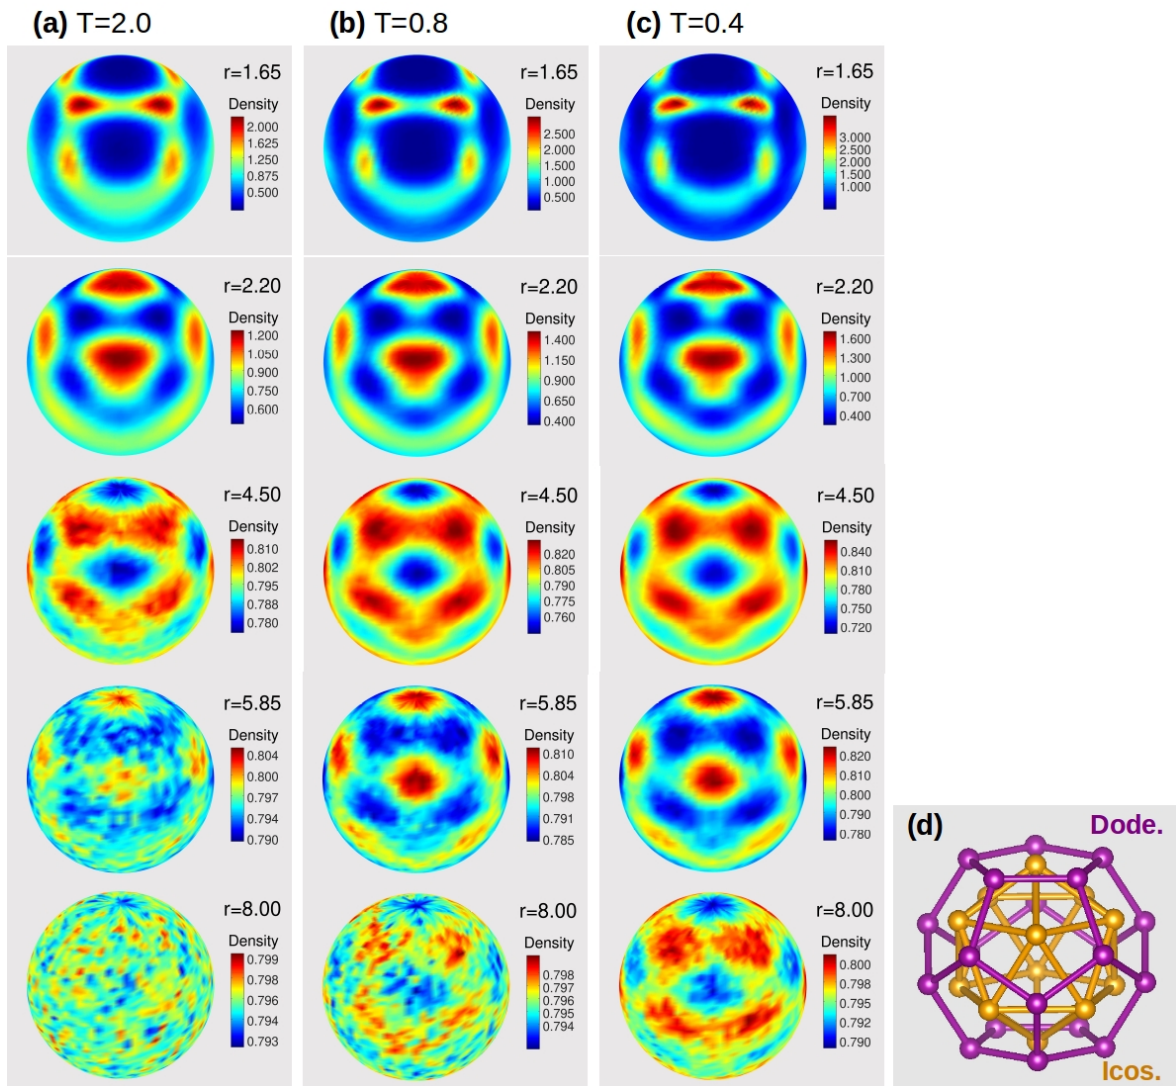 (a) T=2.0
(b) T=0.8
(c) T=0.4
r=1.65
Density
2.000
1.625
1.250
0.875
0.500
r=1.65
Density
2.500
2.000
1.500
1.000
0.500
r=1.65
Density
3.000
2.500
2.000
1.500
1.000
r=2.20
Density
1.200
1.050
0.900
0.750
0.600
r=2.20
Density
1.400
1.150
0.900
0.650
0.400
r=2.20
Density
1.600
1.300
1.000
0.700
0.400
r=4.50
Density
0.810
0.802
0.795
0.788
0.780
r=4.50
Density
0.820
0.805
0.790
0.775
0.760
r=4.50
Density
0.840
0.810
0.780
0.750
0.720
r=5.85
Density
0.804
0.800
0.797
0.794
0.790
r=5.85
Density
0.810
0.804
0.798
0.791
0.785
r=5.85
Density
0.820
0.810
0.800
0.790
0.780
r=8.00
Density
0.799
0.798
0.796
0.794
0.793
r=8.00
Density
0.798
0.797
0.796
0.795
0.794
r=8.00
Density
0.800
0.798
0.795
0.792
0.790
(d)
Dode.
Icos.